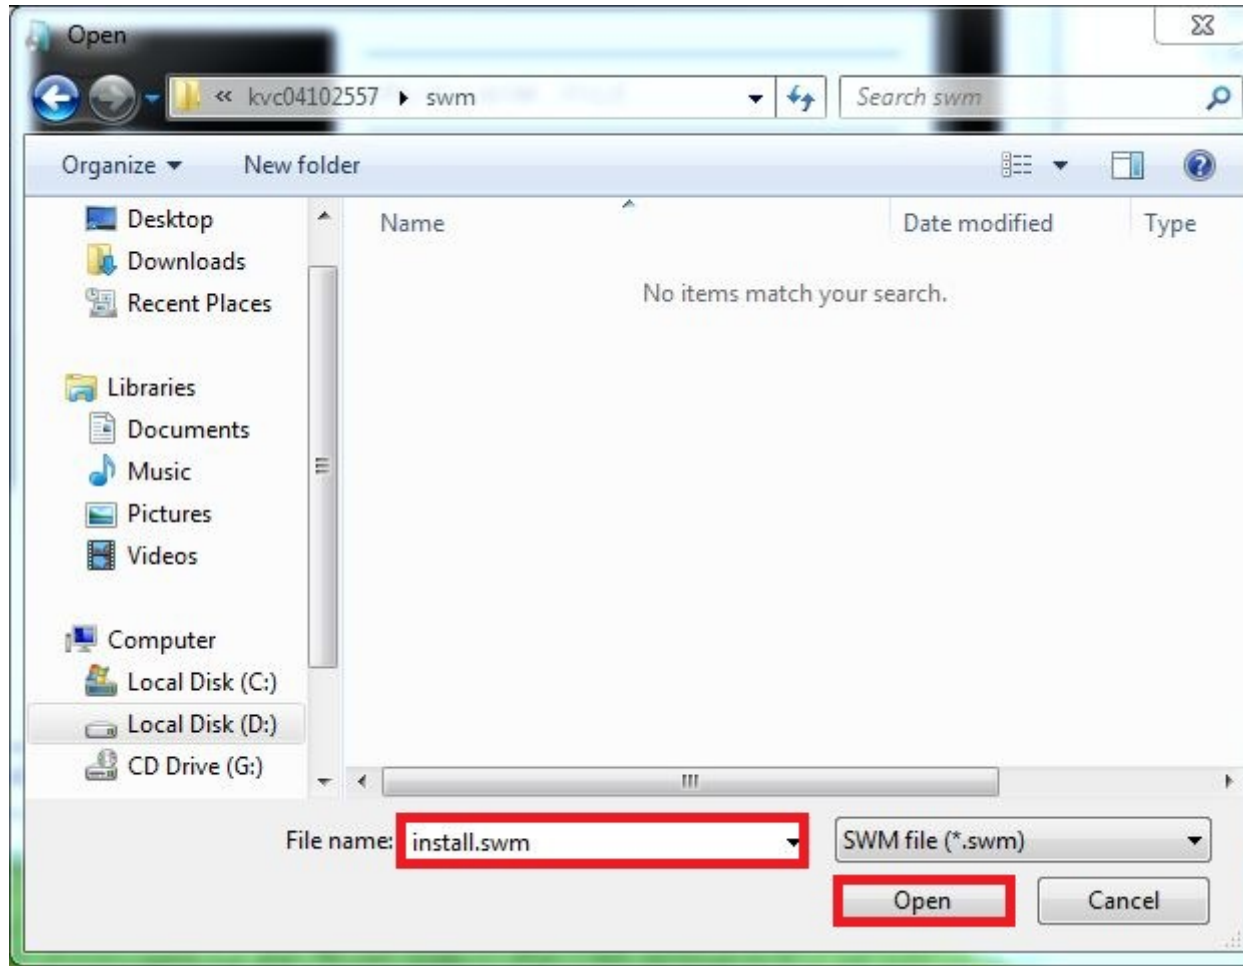 Open
« kvc04102557 ▸ swm
Search swm
Organize ▾ New folder
Name Date modified Type
No items match your search.
Desktop
Downloads
Recent Places
Libraries
Documents
Music
Pictures
Videos
Computer
Local Disk (C:)
Local Disk (D:)
CD Drive (G:)
File name: install.swm SWM file (*.swm)
Open Cancel